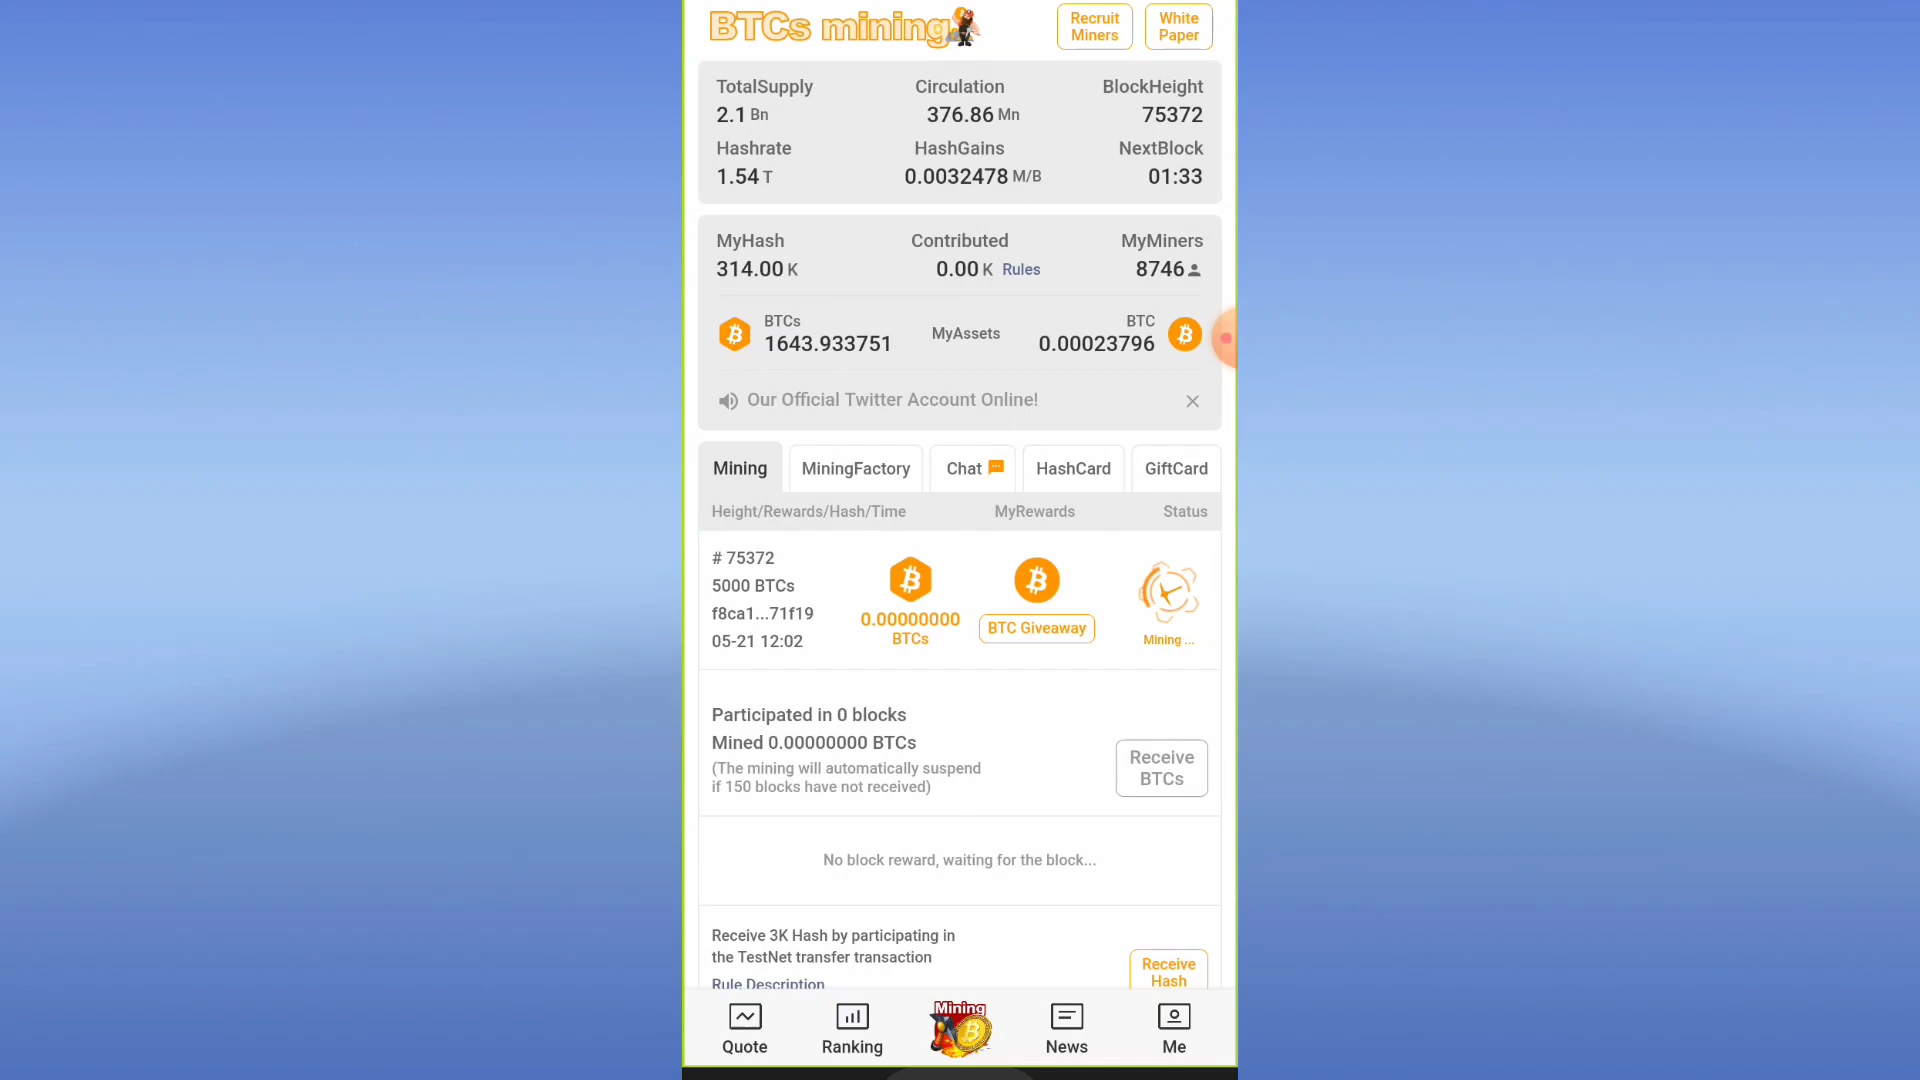 BTCs mining
Recruit Miners
White Paper
TotalSupply Circulation BlockHeight
2.1 Bn 376.86 Mn 75372
Hashrate HashGains NextBlock
1.54 T 0.0032478 M/B 01:33
MyHash Contributed MyMiners
314.00 K 0.00 K Rules 8746
BTCs BTC
1643.933751 MyAssets 0.00023796
Our Official Twitter Account Online!
Mining MiningFactory Chat HashCard GiftCard
Height/Rewards/Hash/Time MyRewards Status
# 75372
5000 BTCs
f8ca1...71f19
05-21 12:02
0.00000000
BTCs
BTC Giveaway
Mining ...
Participated in 0 blocks
Mined 0.00000000 BTCs
(The mining will automatically suspend
if 150 blocks have not received)
Receive
BTCs
No block reward, waiting for the block...
Receive 3K Hash by participating in
the TestNet transfer transaction
Rule Description
Receive
Hash
Mining
Quote Ranking News Me